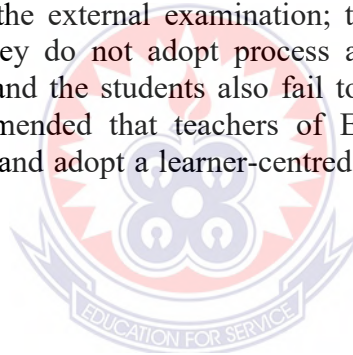 the external examination;
ey do not adopt process
and the students also fail to
mended that teachers of E
and adopt a learner-centred
EDUCATION FOR SERVICE